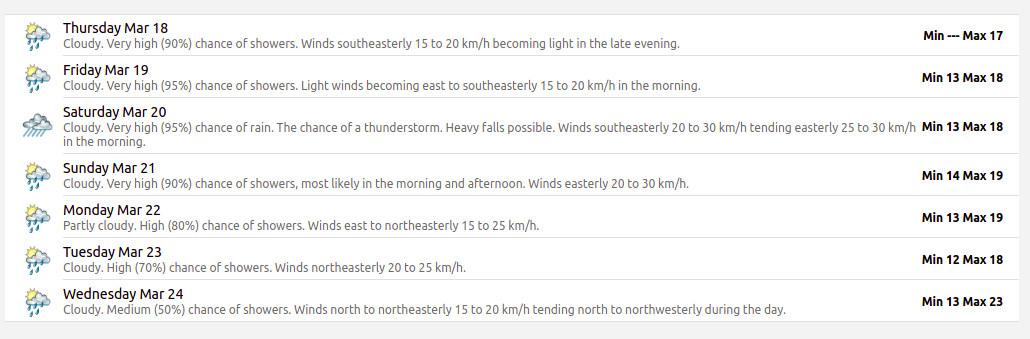 Thursday Mar 18
Cloudy. Very high (90%) chance of showers. Winds southeasterly 15 to 20 km/h becoming light in the late evening.
Min --- Max 17
Friday Mar 19
Cloudy. Very high (95%) chance of showers. Light winds becoming east to southeasterly 15 to 20 km/h in the morning.
Min 13 Max 18
Saturday Mar 20
Cloudy. Very high (95%) chance of rain. The chance of a thunderstorm. Heavy falls possible. Winds southeasterly 20 to 30 km/h tending easterly 25 to 30 km/h
in the morning.
Min 13 Max 18
Sunday Mar 21
Cloudy. Very high (90%) chance of showers, most likely in the morning and afternoon. Winds easterly 20 to 30 km/h.
Min 14 Max 19
Monday Mar 22
Partly cloudy. High (80%) chance of showers. Winds east to northeasterly 15 to 25 km/h.
Min 13 Max 19
Tuesday Mar 23
Cloudy. High (70%) chance of showers. Winds northeasterly 20 to 25 km/h.
Min 12 Max 18
Wednesday Mar 24
Cloudy. Medium (50%) chance of showers. Winds north to northeasterly 15 to 20 km/h tending north to northwesterly during the day.
Min 13 Max 23